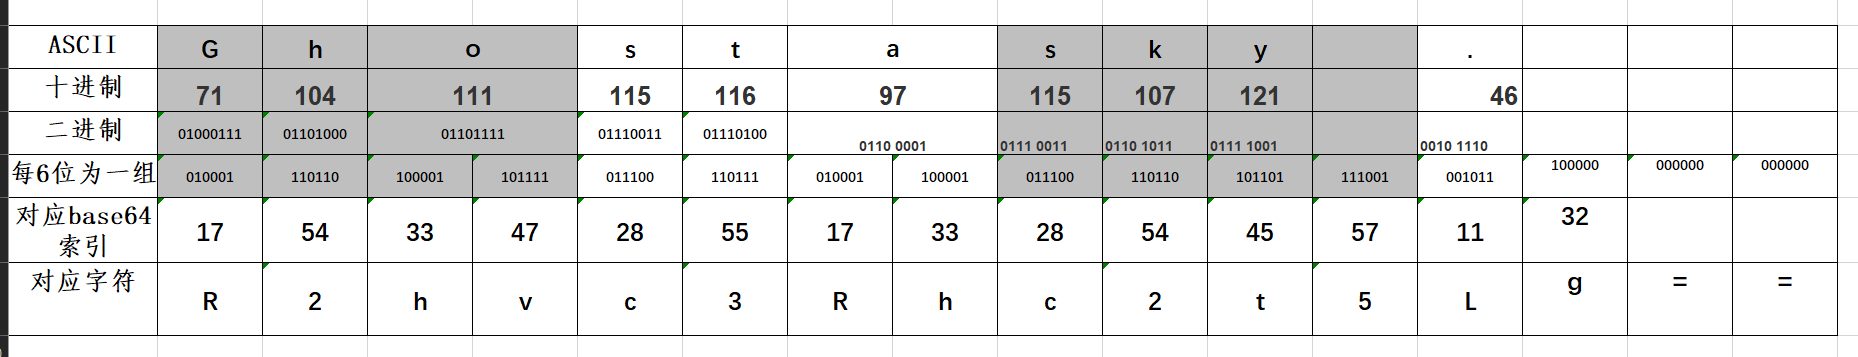 ASCII G h o s t a s k y .
十进制 71 104 111 115 116 97 115 107 121 46
二进制 01000111 01101000 01101111 01110011 01110100 0110 0001 0111 0011 0110 1011 0111 1001 0010 1110
每6位为一组 010001 110110 100001 101111 011100 110111 010001 100001 011100 110110 101101 111001 001011 100000 000000 000000
对应base64
索引 17 54 33 47 28 55 17 33 28 54 45 57 11 32
对应字符 R 2 h v c 3 R h c 2 t 5 L g = =